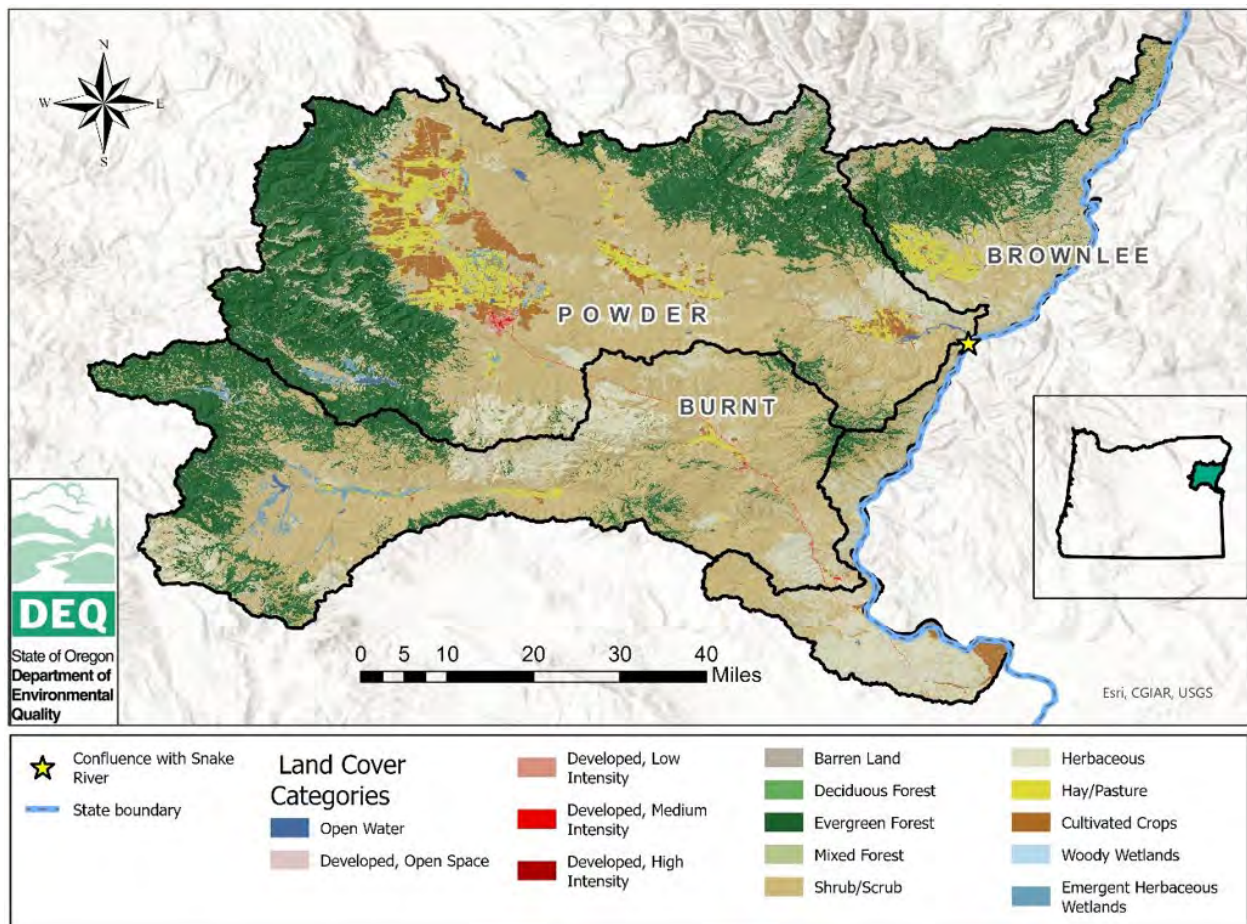 N
W E
S
BROWNLEE
POWDER
BURNT
DEQ
State of Oregon
Department of
Environmental
Quality
0 5 10 20 30 40
Miles
Esri, CGIAR, USGS
Confluence with Snake
River
State boundary
Land Cover
Categories
Open Water
Developed, Open Space
Developed, Low
Intensity
Developed, Medium
Intensity
Developed, High
Intensity
Barren Land
Deciduous Forest
Evergreen Forest
Mixed Forest
Shrub/Scrub
Herbaceous
Hay/Pasture
Cultivated Crops
Woody Wetlands
Emergent Herbaceous
Wetlands